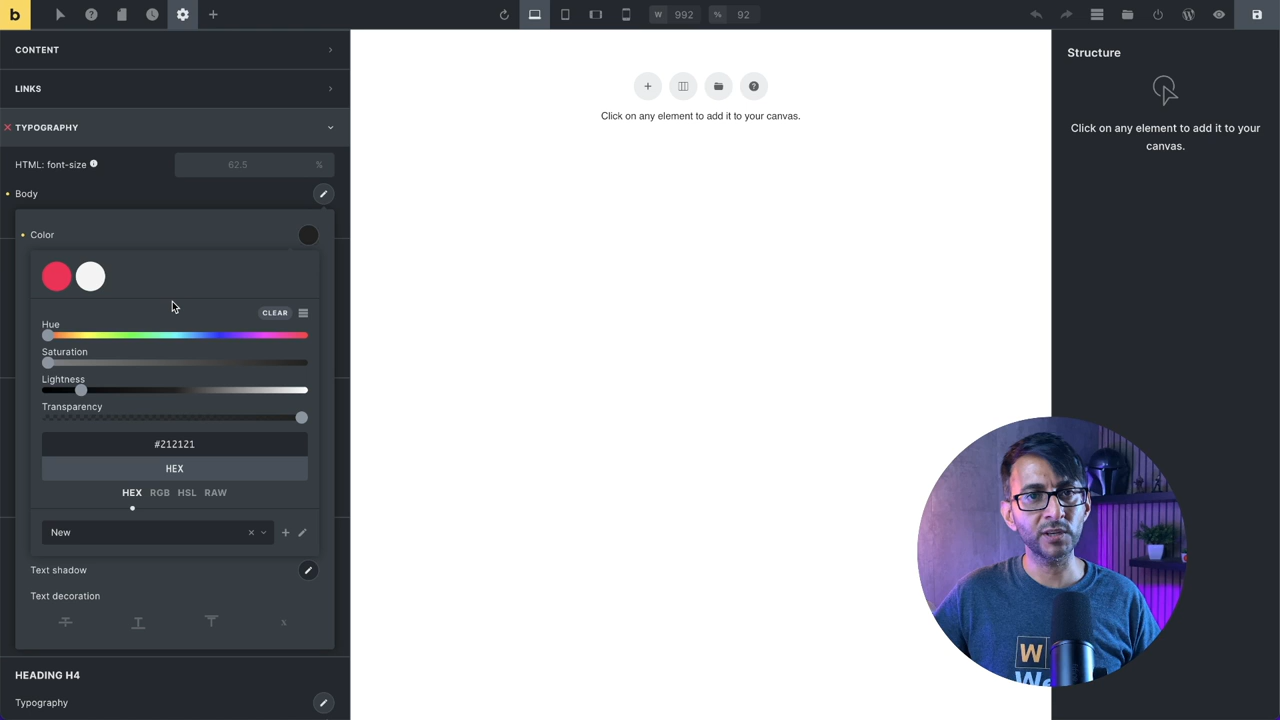 b
W 992 % 92
CONTENT
LINKS
TYPOGRAPHY
HTML: font-size
62.5 %
Body
Color
CLEAR
Hue
Saturation
Lightness
Transparency
#212121
HEX
HEX RGB HSL RAW
New
Text shadow
Text decoration
HEADING H4
Typography
Click on any element to add it to your canvas.
Structure
Click on any element to add it to your
canvas.
W
We